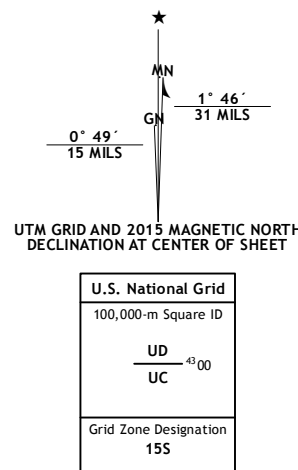 ★
MN
1° 46´
31 MILS
GN
0° 49´
15 MILS
UTM GRID AND 2015 MAGNETIC NORTH
DECLINATION AT CENTER OF SHEET
U.S. National Grid
100,000-m Square ID
UD
4300
UC
Grid Zone Designation
15S